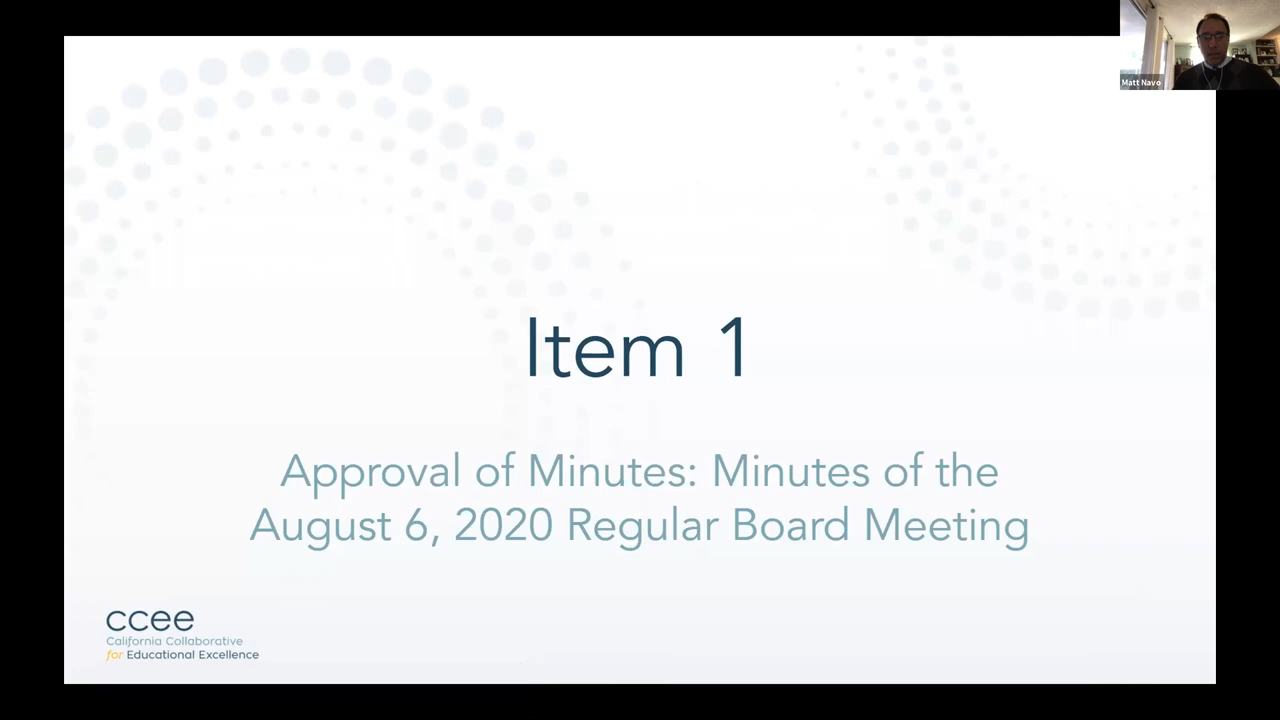 Matt Navo
Item 1
Approval of Minutes: Minutes of the
August 6, 2020 Regular Board Meeting
ccee
California Collaborative
for Educational Excellence